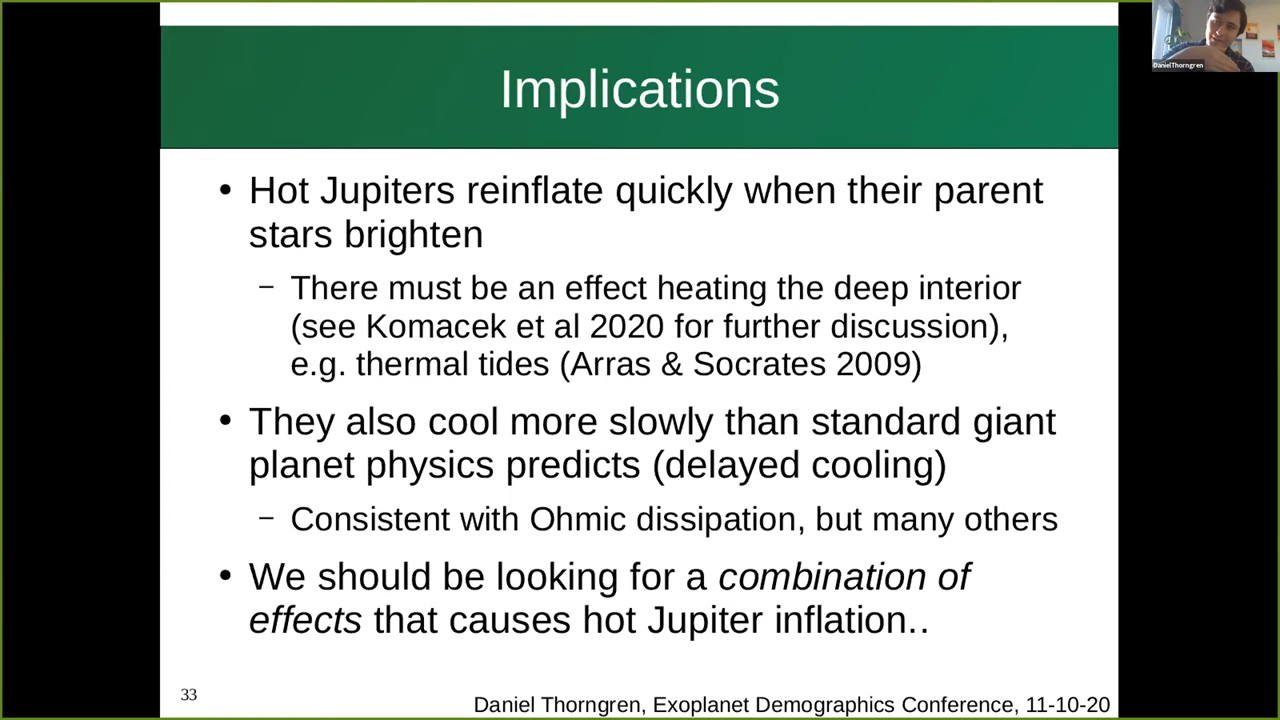 Implications
• Hot Jupiters reinflate quickly when their parent
stars brighten
– There must be an effect heating the deep interior
(see Komacek et al 2020 for further discussion),
e.g. thermal tides (Arras & Socrates 2009)
• They also cool more slowly than standard giant
planet physics predicts (delayed cooling)
– Consistent with Ohmic dissipation, but many others
• We should be looking for a combination of
effects that causes hot Jupiter inflation..
33
Daniel Thorngren, Exoplanet Demographics Conference, 11-10-20
DanielThorngren